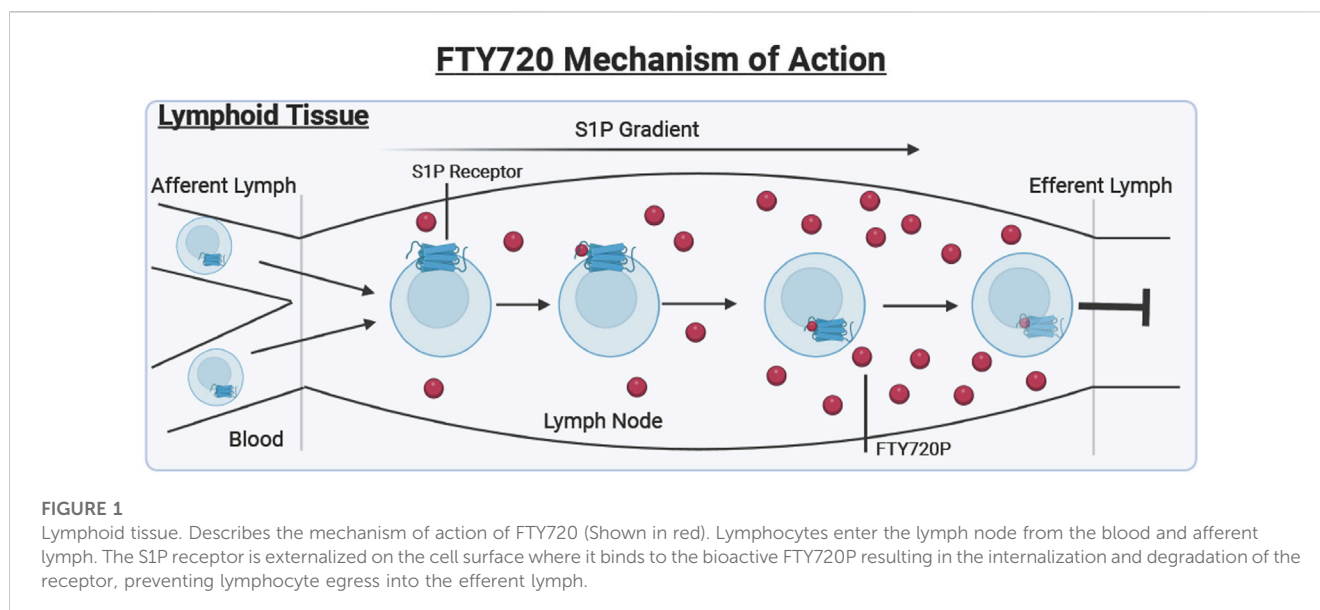 FTY720 Mechanism of Action
Lymphoid Tissue
S1P Gradient
S1P Receptor
Afferent Lymph
Efferent Lymph
Lymph Node
Blood
FTY720P
FIGURE 1
Lymphoid tissue. Describes the mechanism of action of FTY720 (Shown in red). Lymphocytes enter the lymph node from the blood and afferent
lymph. The S1P receptor is externalized on the cell surface where it binds to the bioactive FTY720P resulting in the internalization and degradation of the
receptor, preventing lymphocyte egress into the efferent lymph.